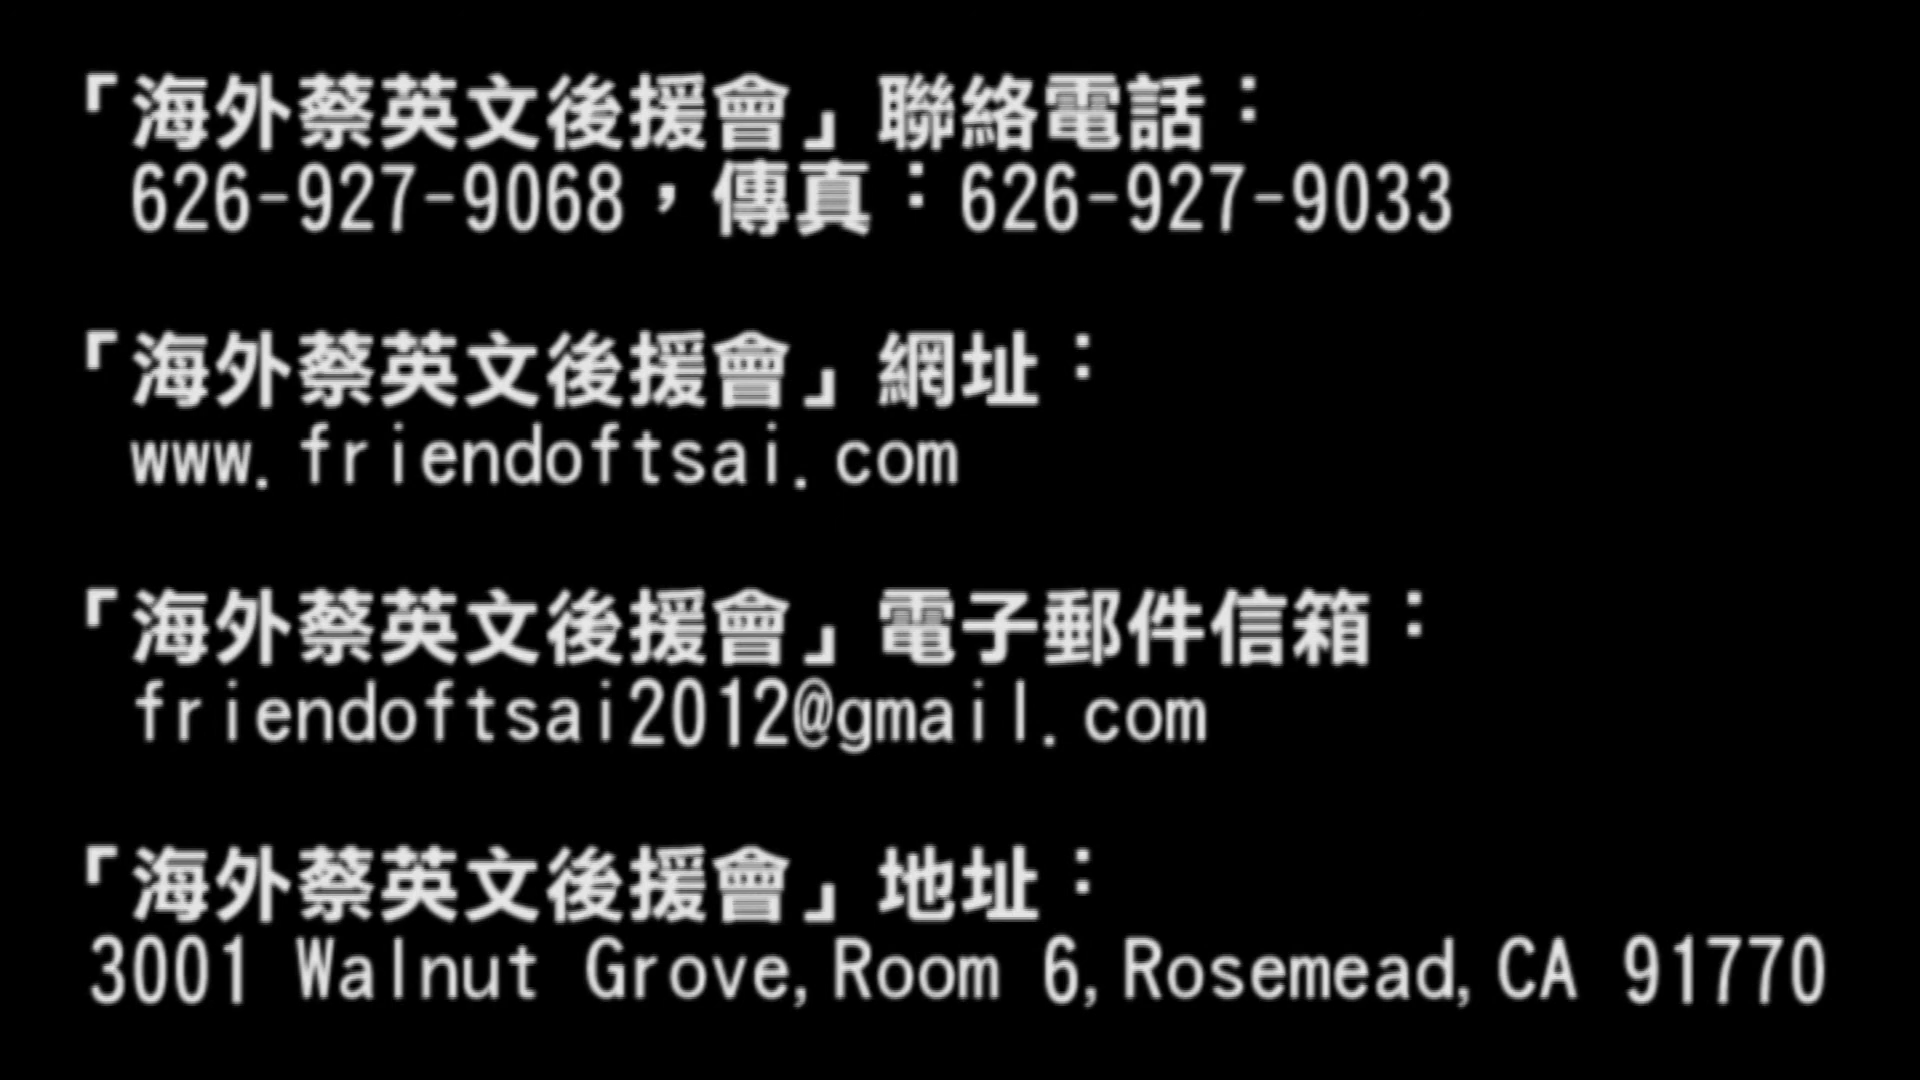 「海外蔡英文後援會」聯絡電話：
626-927-9068，傳真：626-927-9033
「海外蔡英文後援會」網址：
www.friendoftsai.com
「海外蔡英文後援會」電子郵件信箱：
friendoftsai2012@gmail.com
「海外蔡英文後援會」地址：
3001 Walnut Grove,Room 6,Rosemead,CA 91770